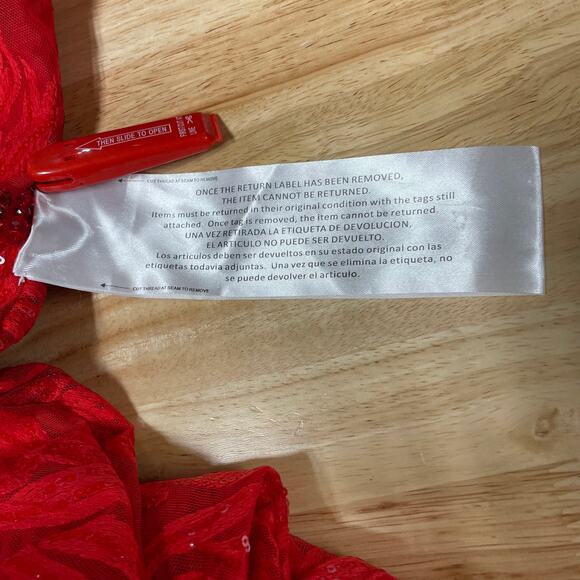 THEN SLIDE TO OPEN
CUT THREAD AT SEAM TO REMOVE
ONCE THE RETURN LABEL HAS BEEN REMOVED,
THE ITEM CANNOT BE RETURNED.
Items must be returned in their original condition with the tags still
attached. Once tag is removed, the item cannot be returned.
UNA VEZ RETIRADA LA ETIQUETA DE DEVOLUCION,
EL ARTICULO NO PUEDE SER DEVUELTO.
Los articulos deben ser devueltos en su estado original con las
etiquetas todavia adjuntas. Una vez que se elimina la etiqueta, no
se puede devolver el articulo.
CUT THREAD AT SEAM TO REMOVE